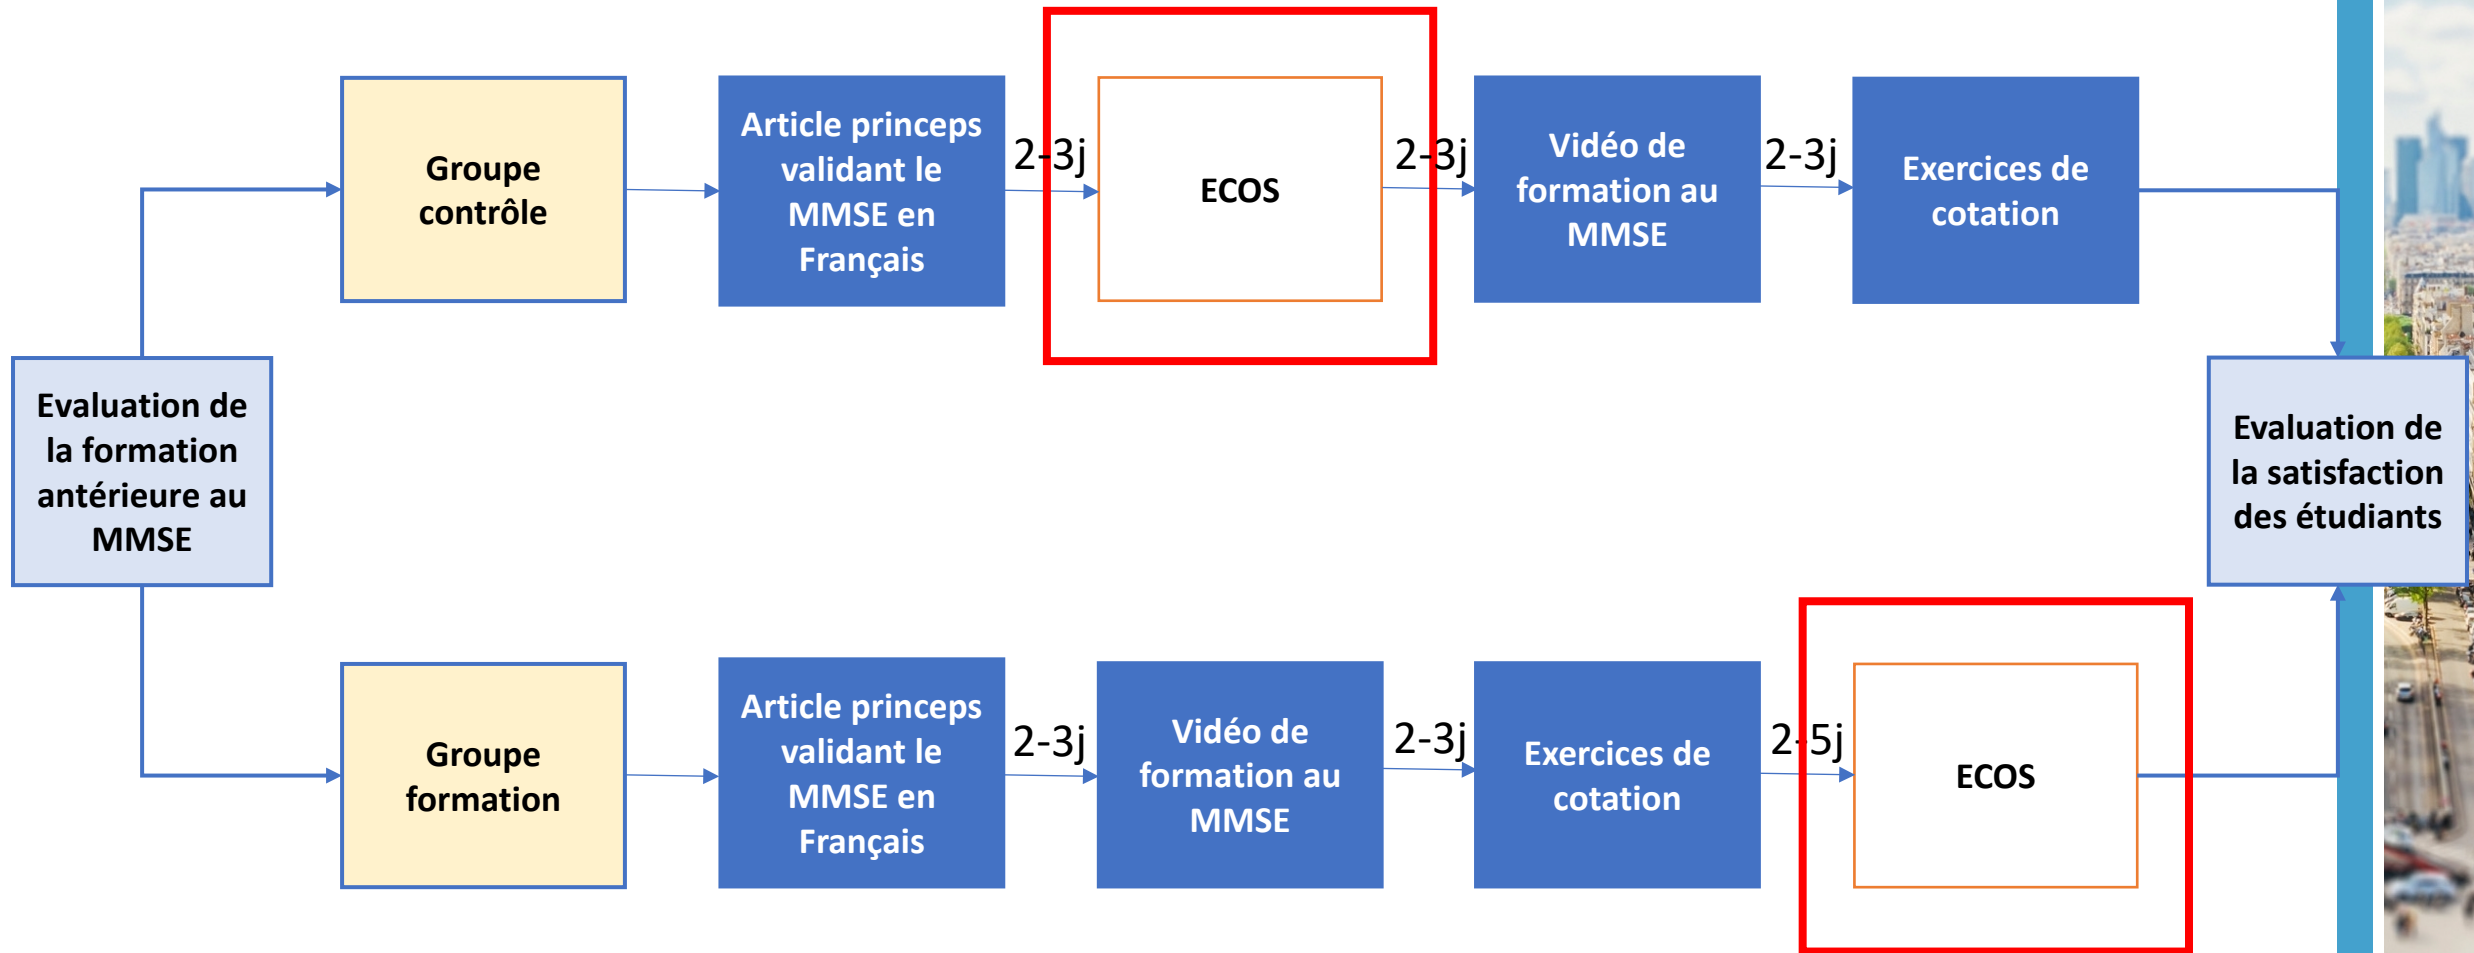 Evaluation de
la formation
antérieure au
MMSE
Groupe
contrôle
Article princeps
validant le
MMSE en
Français
2-3j
ECOS
2-3j
Vidéo de
formation au
MMSE
2-3j
Exercices de
cotation
Groupe
formation
Article princeps
validant le
MMSE en
Français
2-3j
Vidéo de
formation au
MMSE
2-3j
Exercices de
cotation
2-5j
ECOS
Evaluation de
la satisfaction
des étudiants